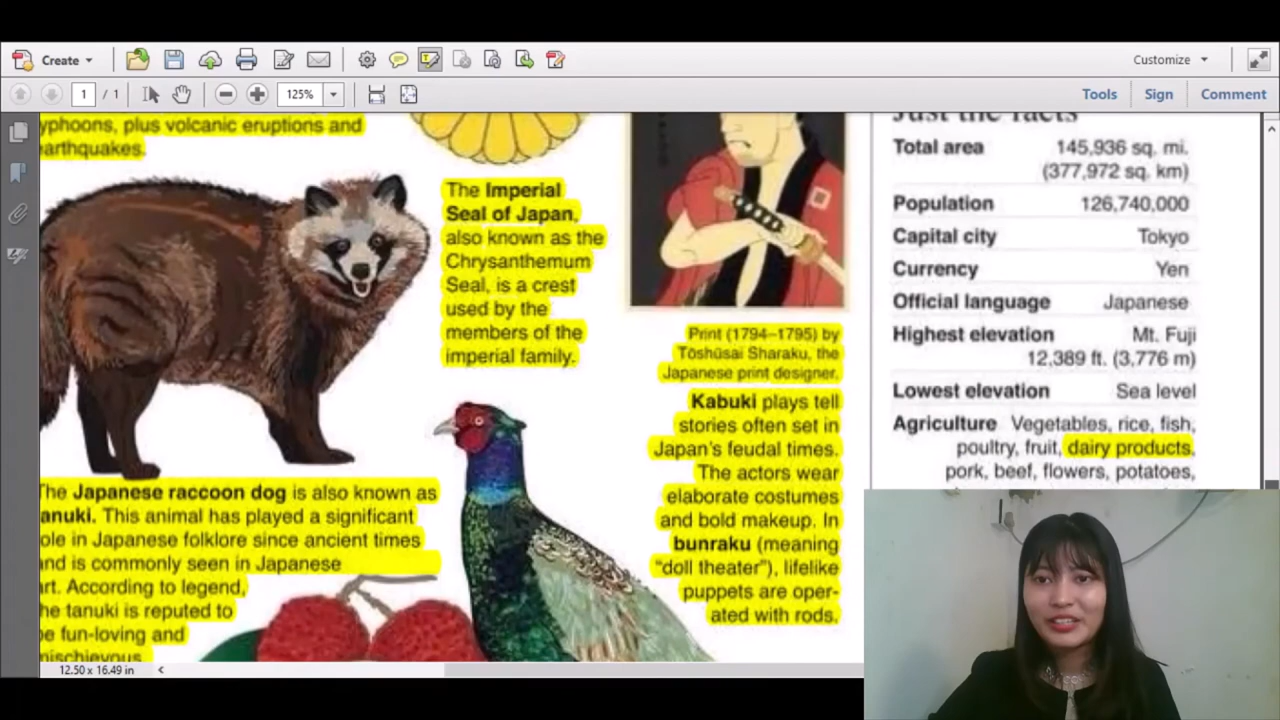 Create
Customize
1 / 1
125%
Tools
Sign
Comment
yphoons, plus volcanic eruptions and
earthquakes.
The Imperial
Seal of Japan,
also known as the
Chrysanthemum
Seal, is a crest
used by the
members of the
imperial family.
Print (1794–1795) by
Tōshūsai Sharaku, the
Japanese print designer.
Kabuki plays tell
stories often set in
Japan's feudal times.
The actors wear
elaborate costumes
and bold makeup. In
bunraku (meaning
"doll theater"), lifelike
puppets are oper-
ated with rods.
The Japanese raccoon dog is also known as
anuki. This animal has played a significant
ole in Japanese folklore since ancient times
and is commonly seen in Japanese
rt. According to legend,
he tanuki is reputed to
be fun-loving and
mischievous
Just the facts
Total area 145,936 sq. mi.
(377,972 sq. km)
Population 126,740,000
Capital city Tokyo
Currency Yen
Official language Japanese
Highest elevation Mt. Fuji
12,389 ft. (3,776 m)
Lowest elevation Sea level
Agriculture Vegetables, rice, fish,
poultry, fruit, dairy products,
pork, beef, flowers, potatoes,
12.50 x 16.49 in